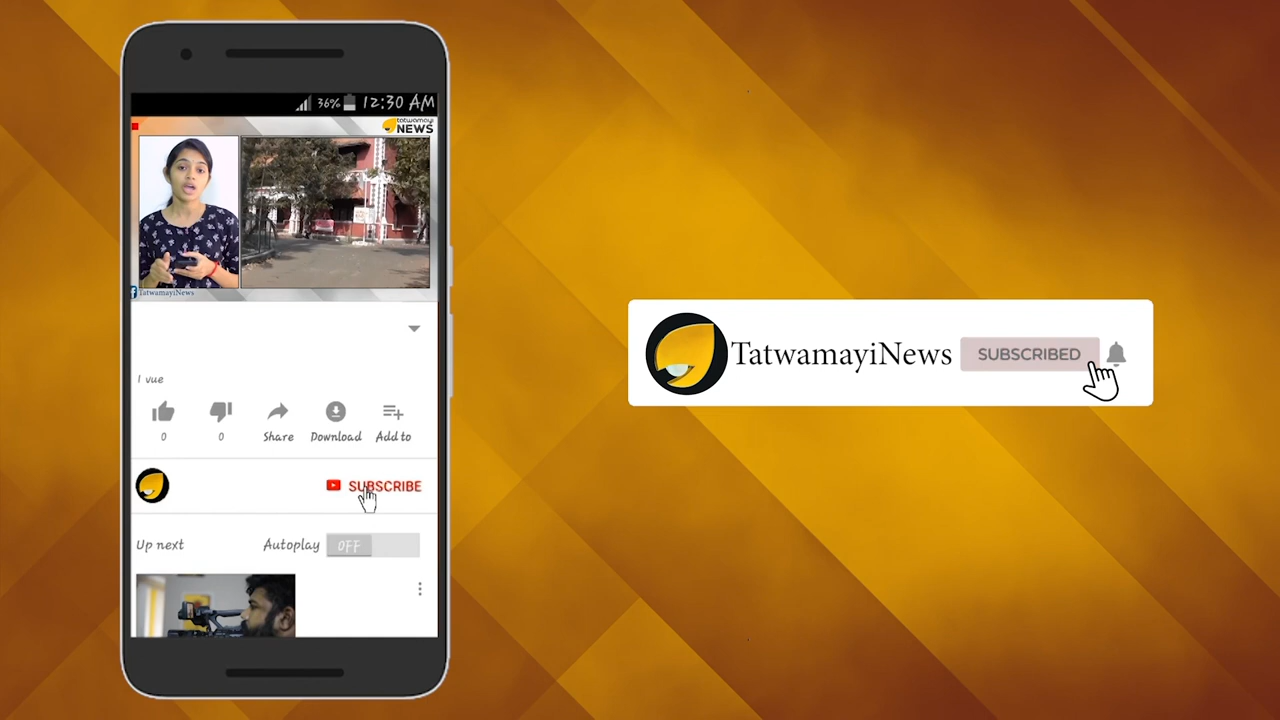 36%
12:30 AM
tatwamayi
NEWS
TatwamayiNews
1 vue
0
0
Share
Download
Add to
SUBSCRIBE
Up next
Autoplay
OFF
TatwamayiNews
SUBSCRIBED